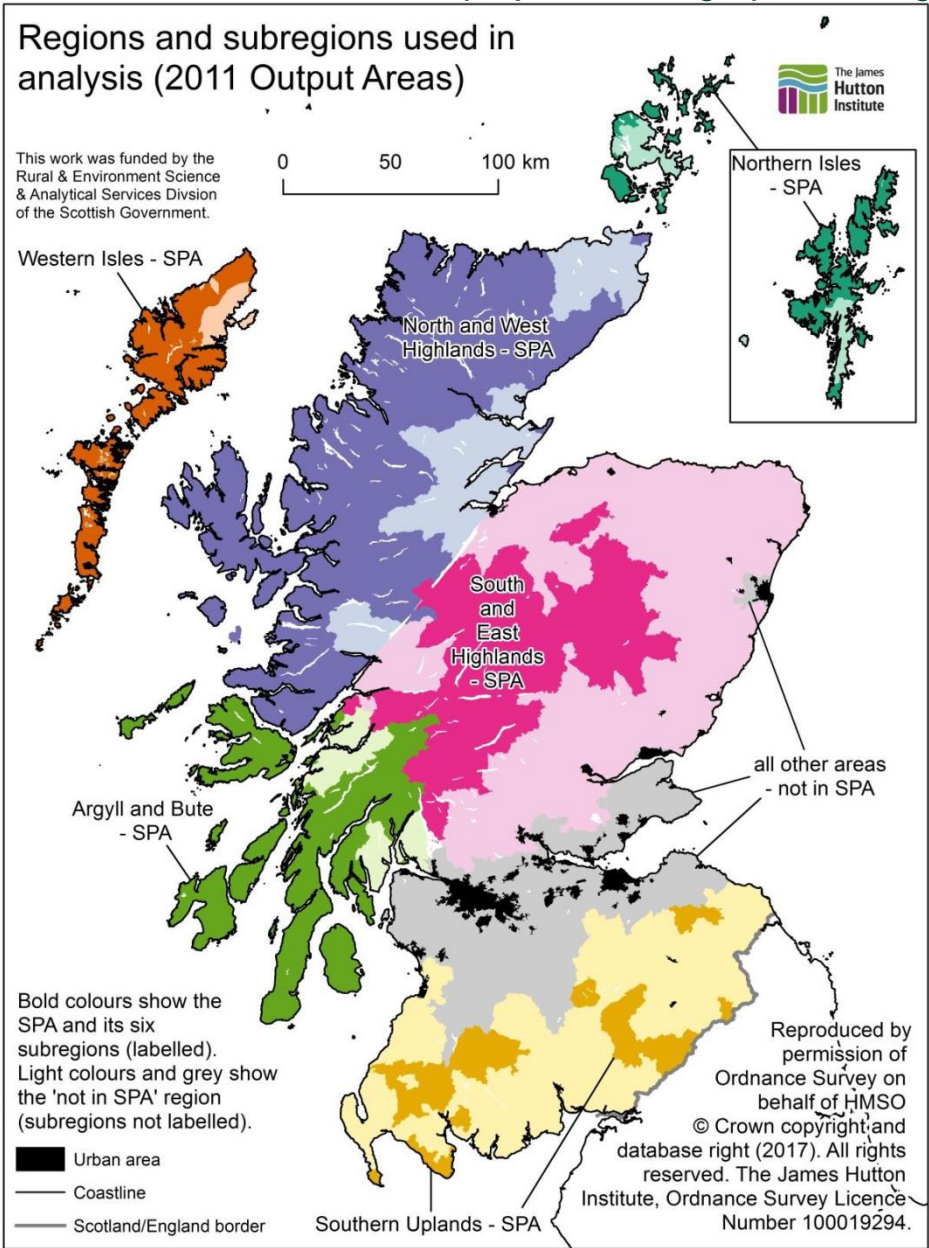 Regions and subregions used in
analysis (2011 Output Areas)
The James
Hutton
Institute
This work was funded by the
Rural & Environment Science
& Analytical Services Division
of the Scottish Government.
0 50 100 km
Northern Isles
- SPA
Western Isles - SPA
North and West
Highlands - SPA
South
and
East
Highlands
- SPA
all other areas
- not in SPA
Argyll and Bute
- SPA
Bold colours show the
SPA and its six
subregions (labelled).
Light colours and grey show
the 'not in SPA' region
(subregions not labelled).
Urban area
Coastline
Scotland/England border
Southern Uplands - SPA
Reproduced by
permission of
Ordnance Survey on
behalf of HMSO
© Crown copyright and
database right (2017). All rights
reserved. The James Hutton
Institute, Ordnance Survey Licence
Number 100019294.